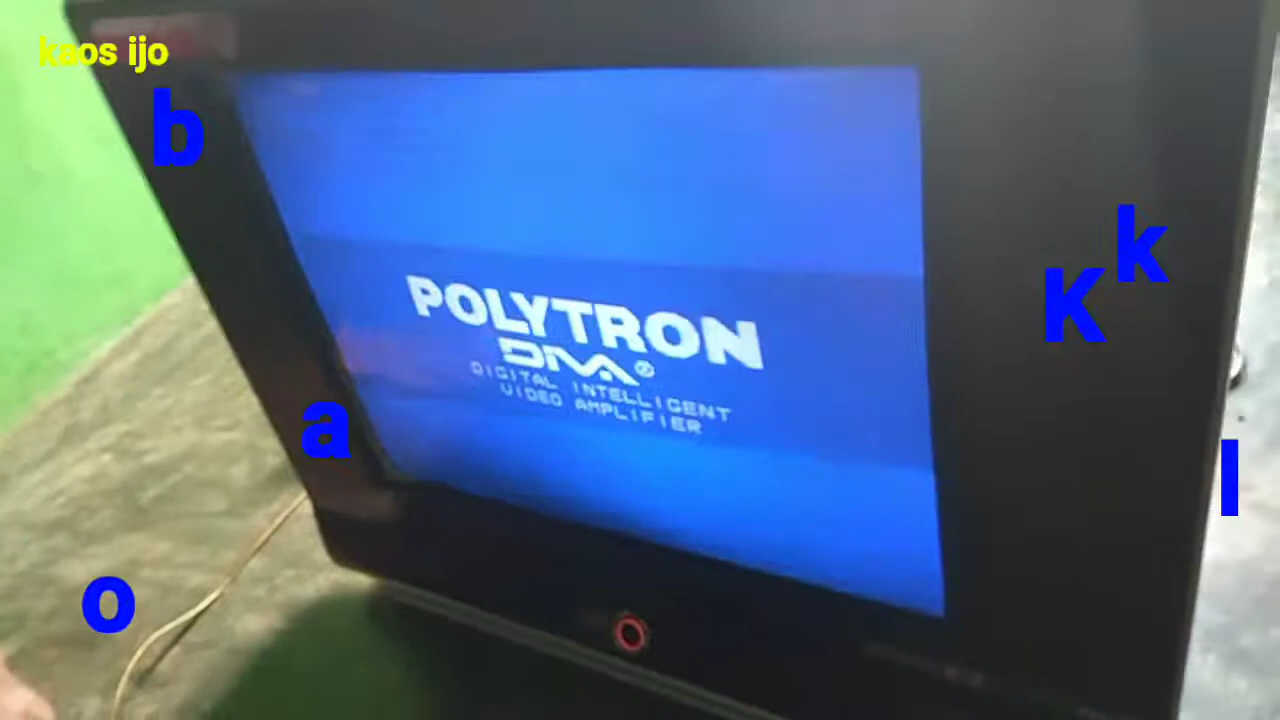 kaos ijo
b
k
K
POLYTRON
DIVA®
DIGITAL INTELLIGENT
VIDEO AMPLIFIER
a
l
o